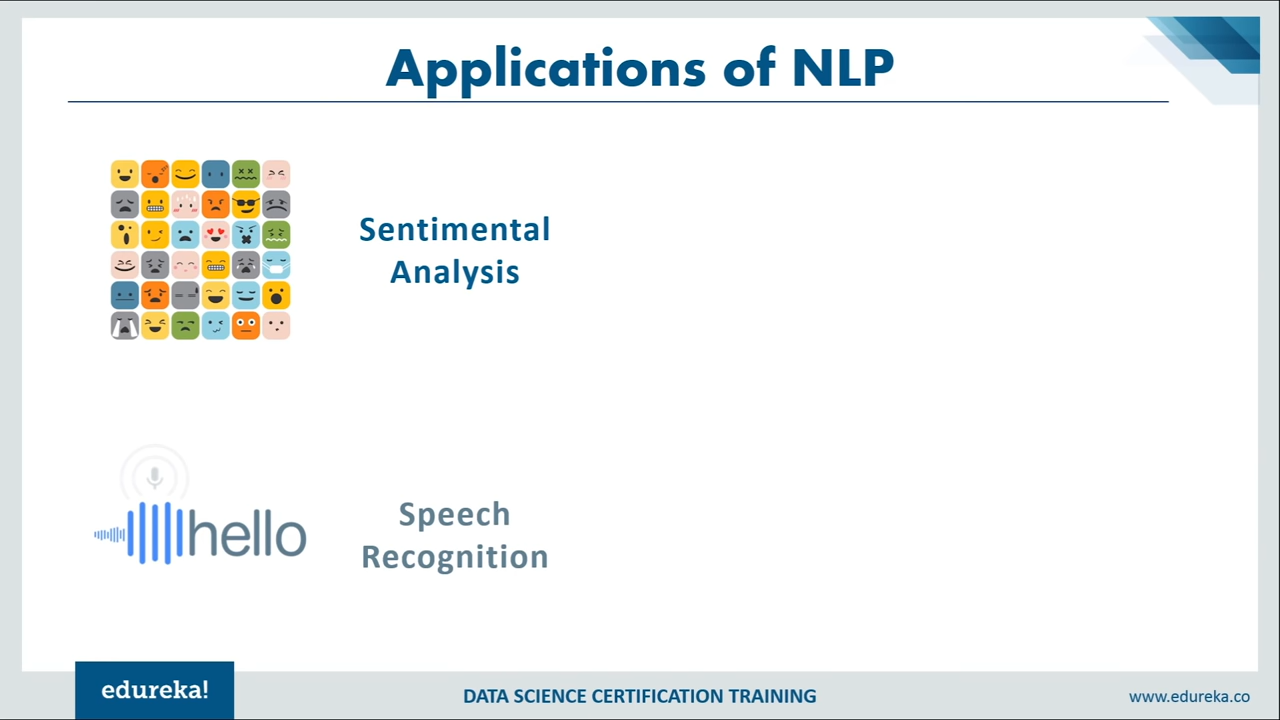 Applications of NLP
Sentimental
Analysis
hello
Speech
Recognition
edureka!
DATA SCIENCE CERTIFICATION TRAINING
www.edureka.co